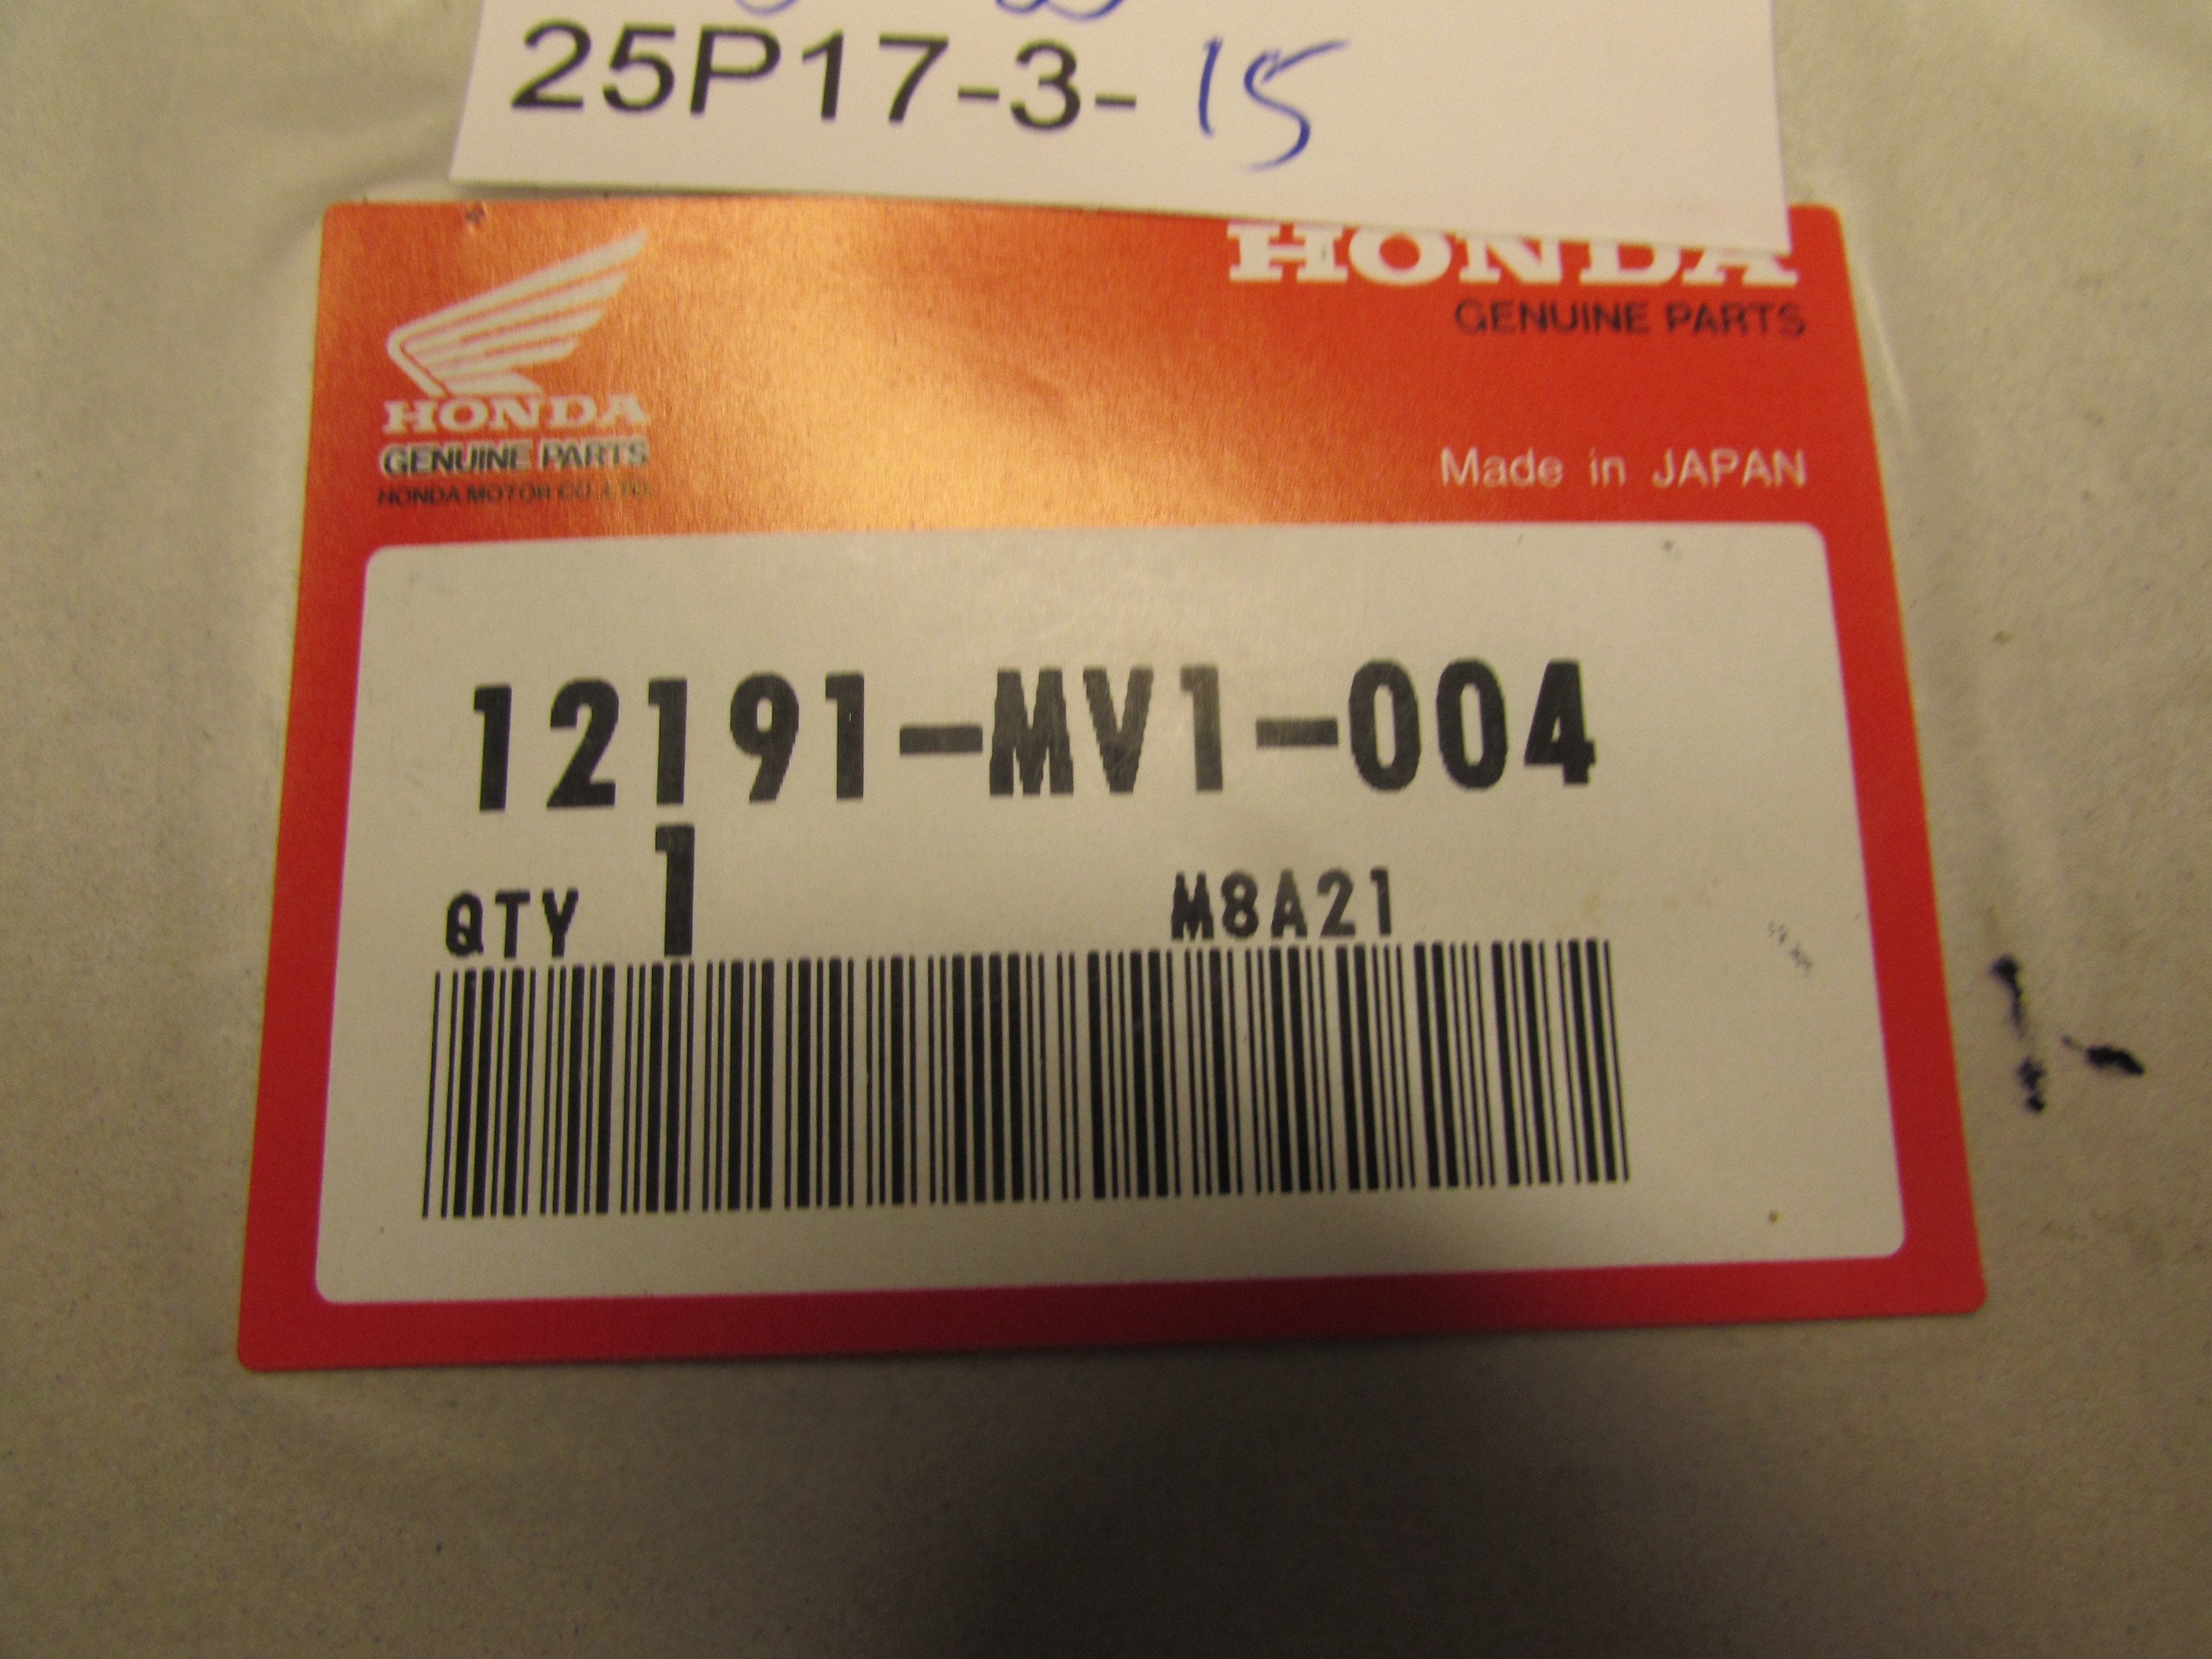 25P17-3-15
HONDA
GENUINE PARTS
HONDA
GENUINE PARTS
HONDA MOTOR CO.,LTD.
Made in JAPAN
12191-MV1-004
QTY 1
M8A21